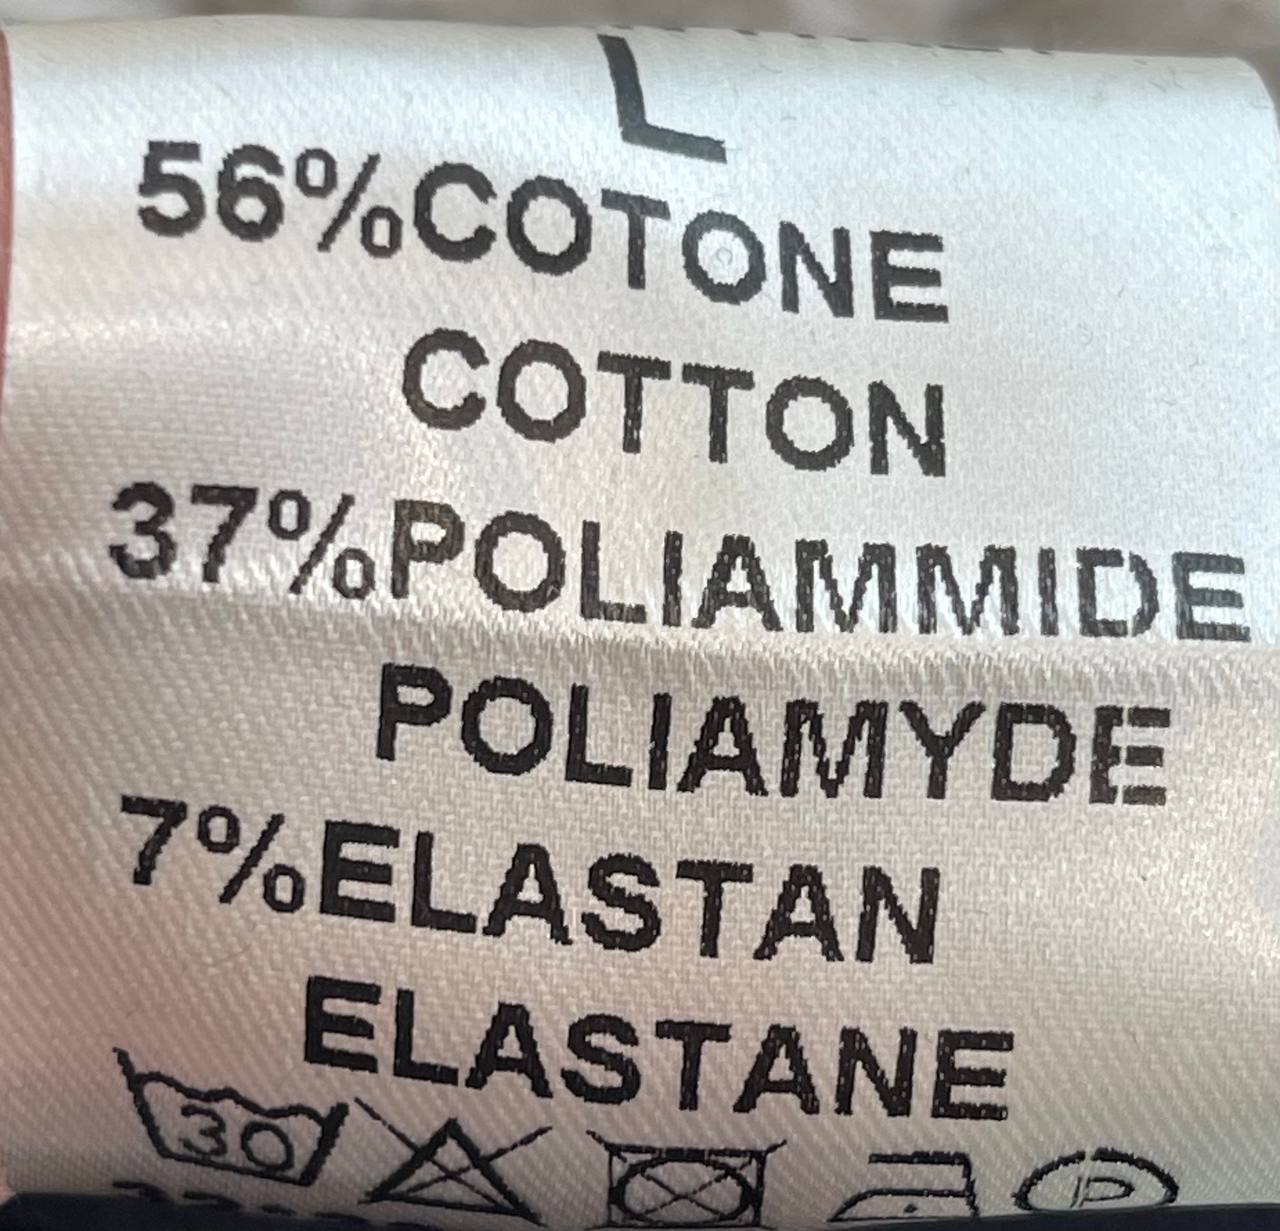 L
56%COTONE
COTTON
37%POLIAMMIDE
POLIAMYDE
7%ELASTAN
ELASTANE
30 P